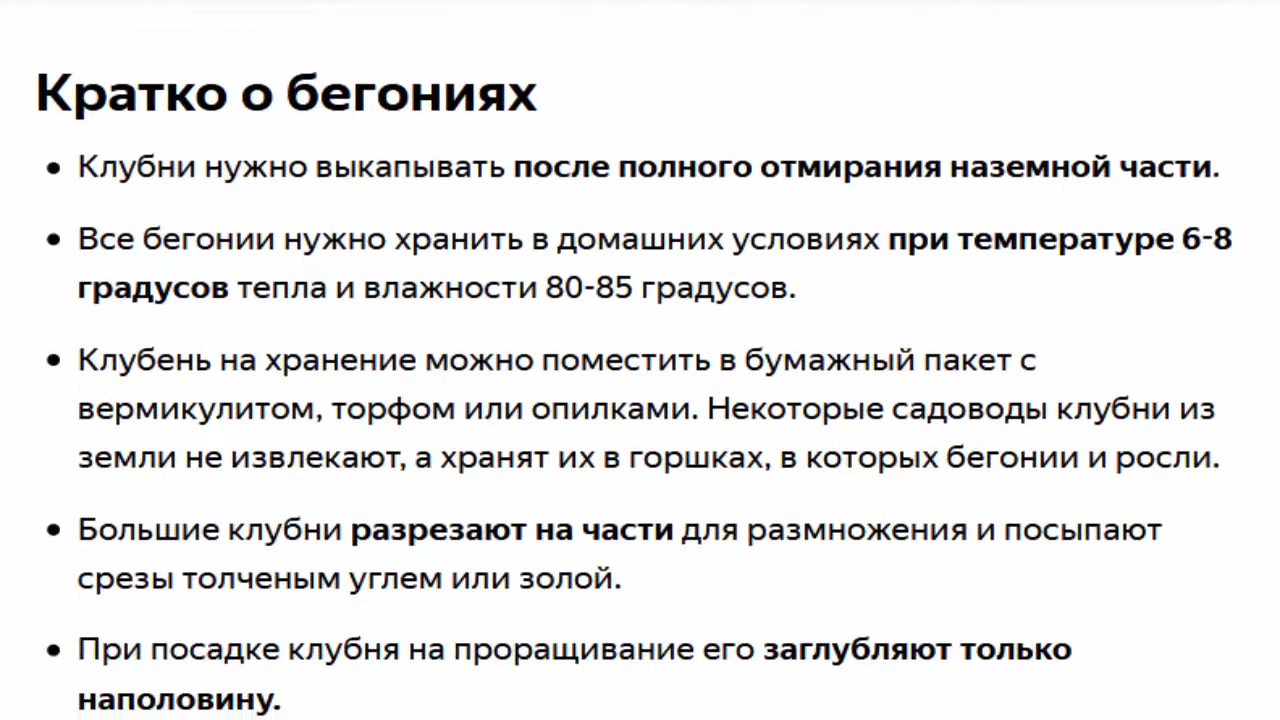 Кратко о бегониях
• Клубни нужно выкапывать после полного отмирания наземной части.
• Все бегонии нужно хранить в домашних условиях при температуре 6-8
градусов тепла и влажности 80-85 градусов.
• Клубень на хранение можно поместить в бумажный пакет с
вермикулитом, торфом или опилками. Некоторые садоводы клубни из
земли не извлекают, а хранят их в горшках, в которых бегонии и росли.
• Большие клубни разрезают на части для размножения и посыпают
срезы толченым углем или золой.
• При посадке клубня на проращивание его заглубляют только
наполовину.